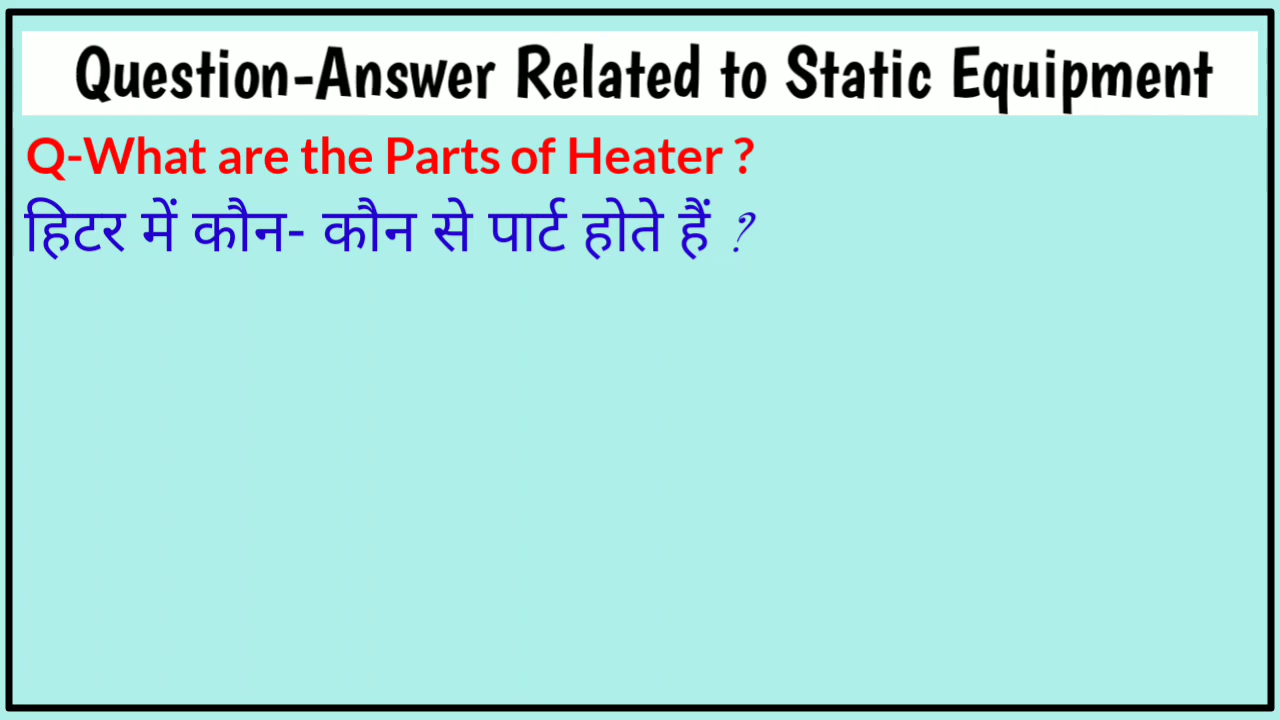 Question-Answer Related to Static Equipment
Q-What are the Parts of Heater ?
हिटर में कौन- कौन से पार्ट होते हैं ?